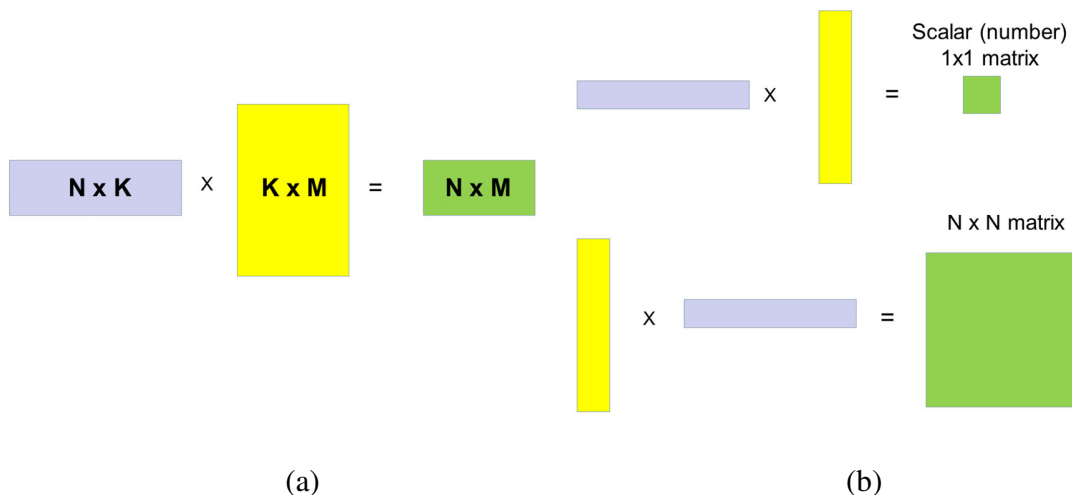 N x K
x
K x M
=
N x M
(a)
x
=
Scalar (number)
1x1 matrix
x
=
N x N matrix
(b)